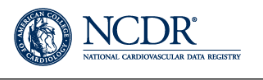 AMERICAN COLLEGE of CARDIOLOGY
NCDR®
NATIONAL CARDIOVASCULAR DATA REGISTRY